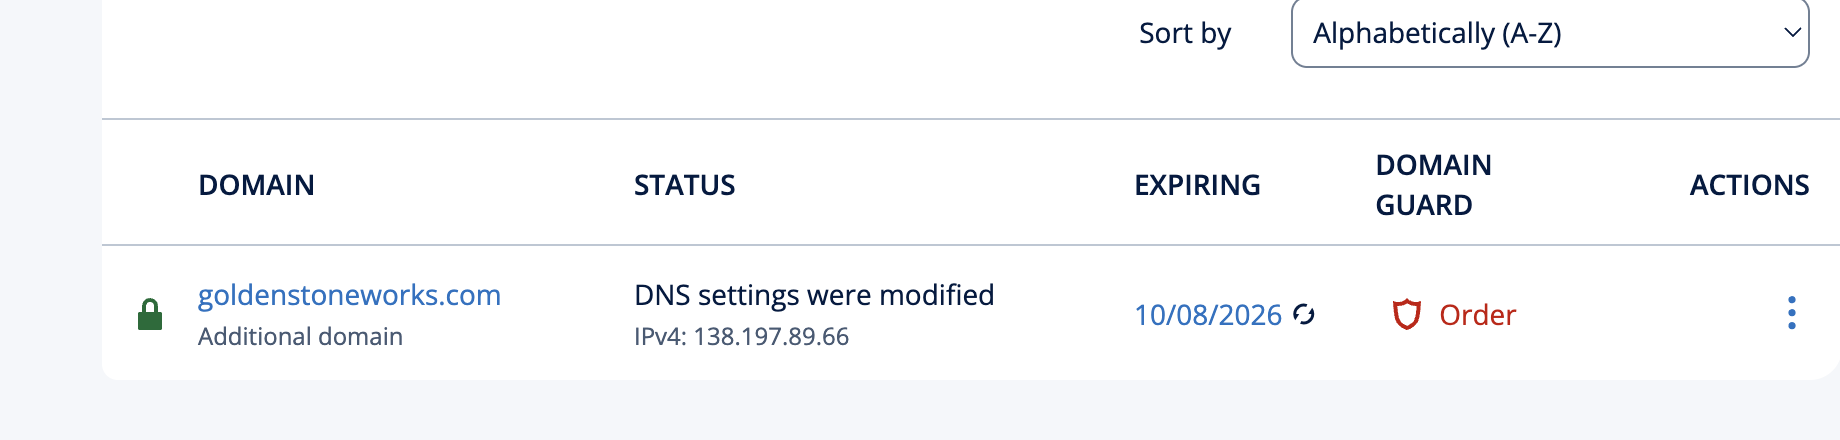 Sort by
Alphabetically (A-Z)
DOMAIN
STATUS
EXPIRING
DOMAIN
GUARD
ACTIONS
goldenstoneworks.com
Additional domain
DNS settings were modified
IPv4: 138.197.89.66
10/08/2026
Order